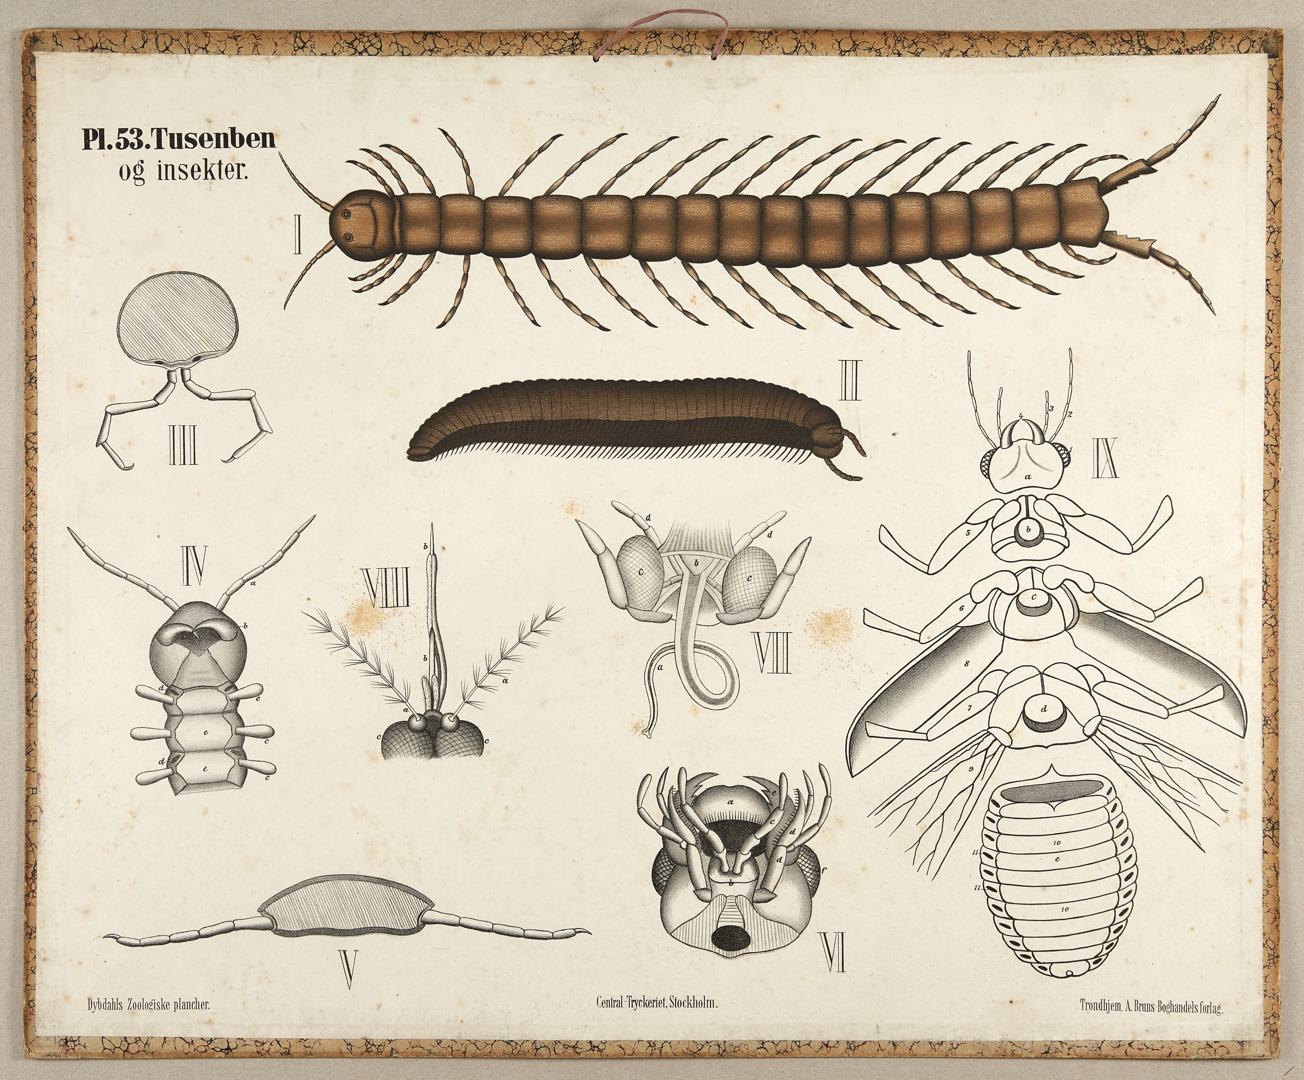 Pl.53.Tusenben
og insekter.
I
II
III
IV
a
b
d
c
e
c
d
e
c
V
VI
a
e
c
d
d
b
f
VII
d
d
c
b
c
a
VIII
b
b
a
a
c
c
IX
4
3
2
1
a
5
b
6
c
8
7
d
9
10
11
e
11
10
Dybdahls Zoologiske plancher.
Central-Tryckeriet, Stockholm.
Trondhjem. A. Bruns Boghandels forlag.